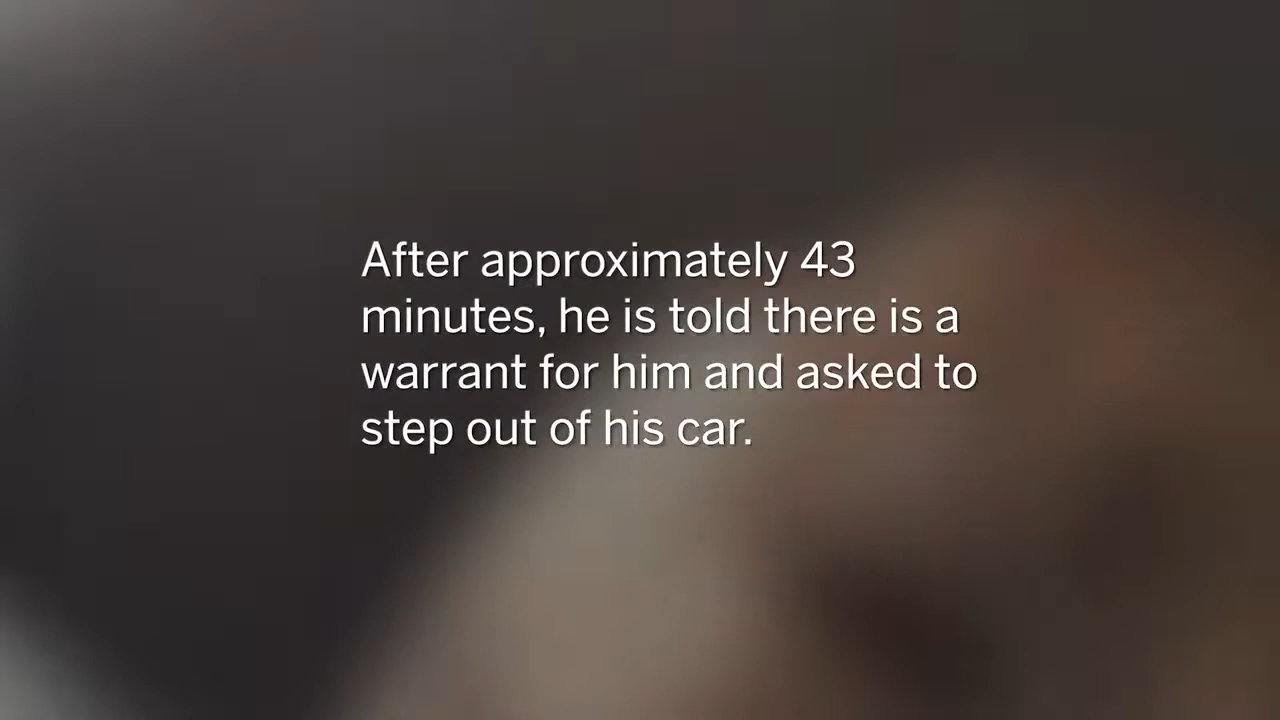 After approximately 43
minutes, he is told there is a
warrant for him and asked to
step out of his car.